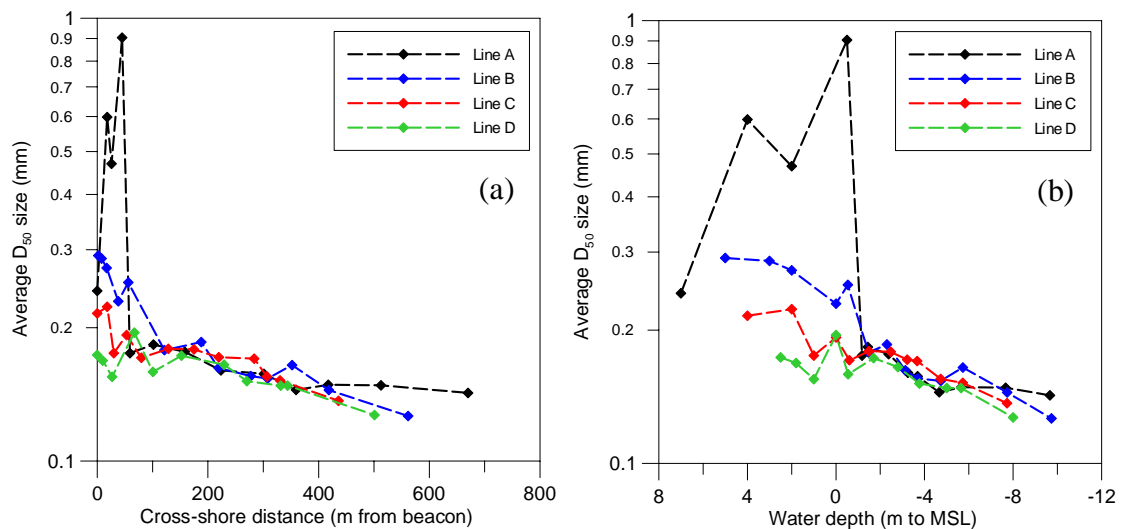 1
0.9
0.8
0.7
0.6
0.5
0.4
0.3
0.2
0.1
Average D50 size (mm)
0 200 400 600 800
Cross-shore distance (m from beacon)
Line A
Line B
Line C
Line D
(a)
1
0.9
0.8
0.7
0.6
0.5
0.4
0.3
0.2
0.1
Average D50 size (mm)
8 4 0 -4 -8 -12
Water depth (m to MSL)
Line A
Line B
Line C
Line D
(b)